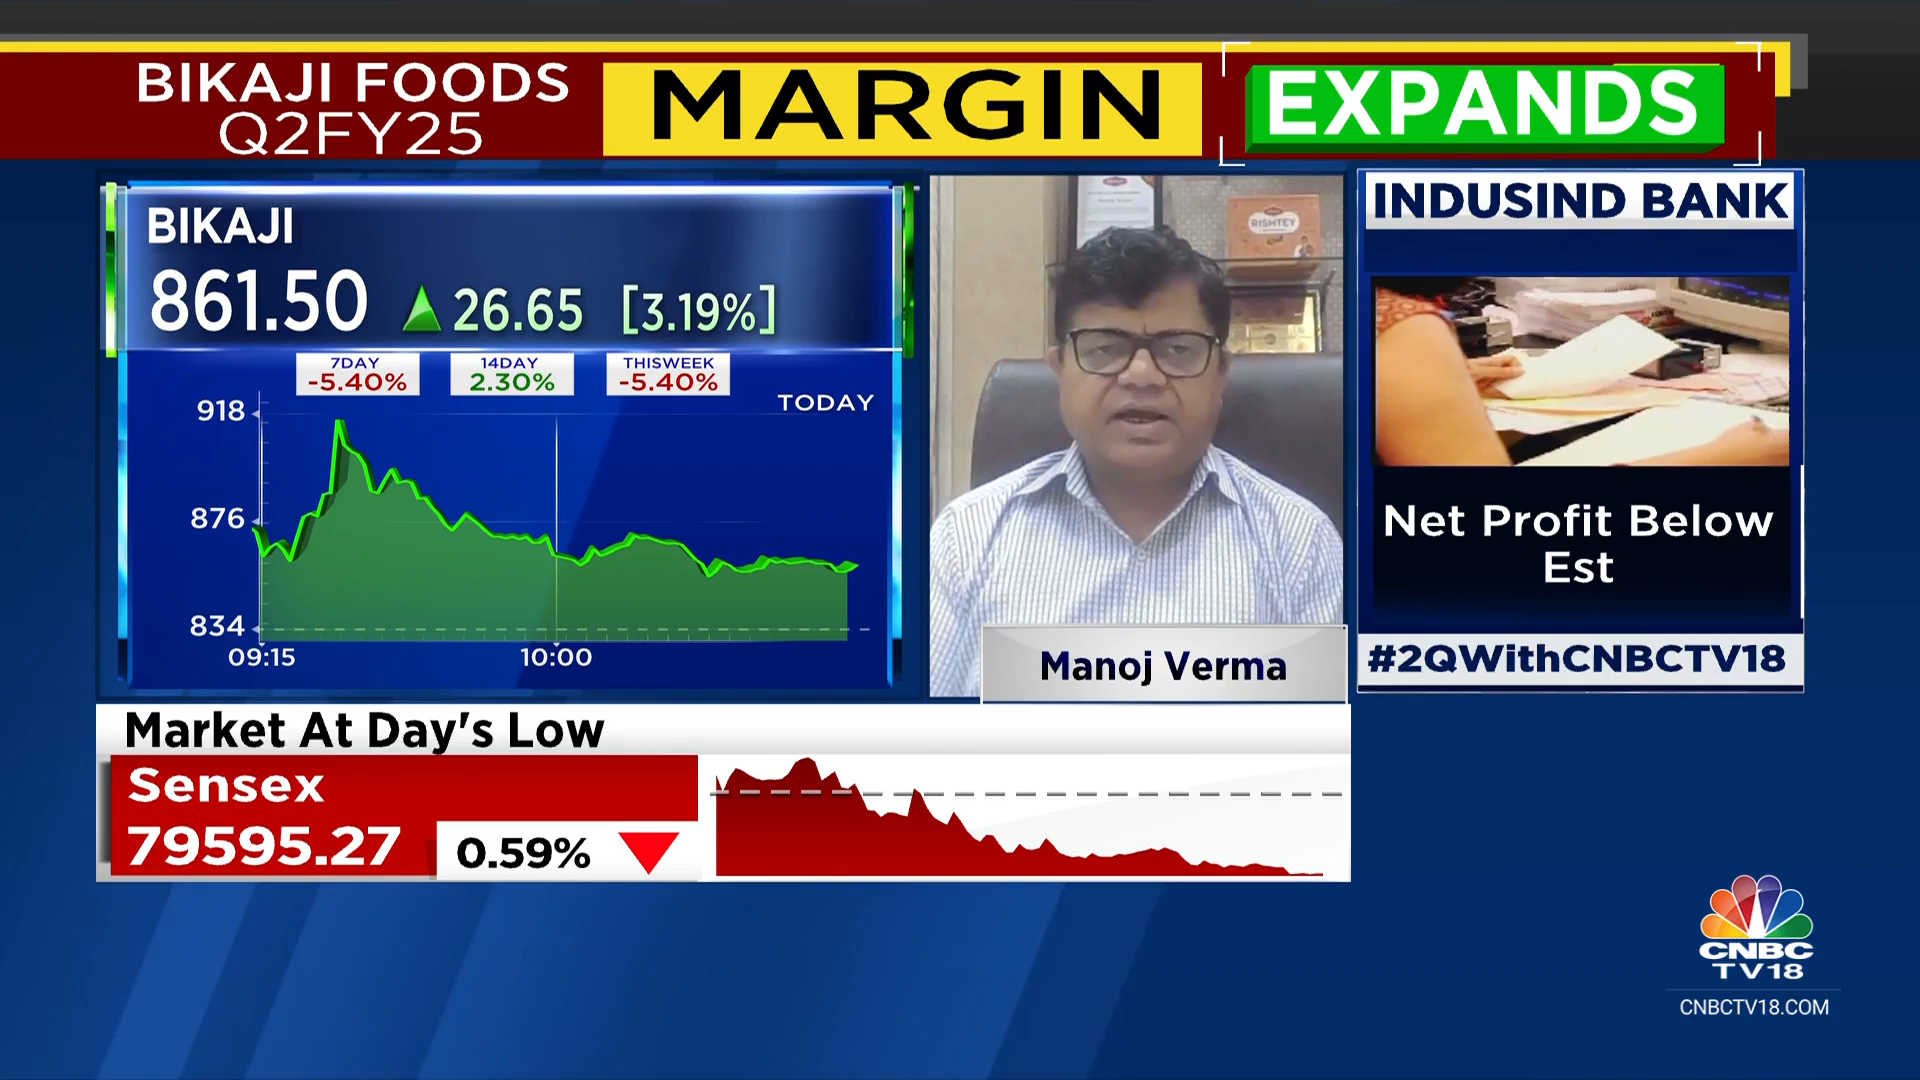 BIKAJI FOODS
Q2FY25
MARGIN
EXPANDS
BIKAJI
861.50 26.65 [3.19%]
7DAY
-5.40%
14DAY
2.30%
THISWEEK
-5.40%
TODAY
918
876
834
09:15 10:00
RISHTEY
Manoj Verma
INDUSIND BANK
Net Profit Below
Est
#2QWithCNBCTV18
Market At Day's Low
Sensex
79595.27 0.59%
CNBC
TV18
CNBCTV18.COM